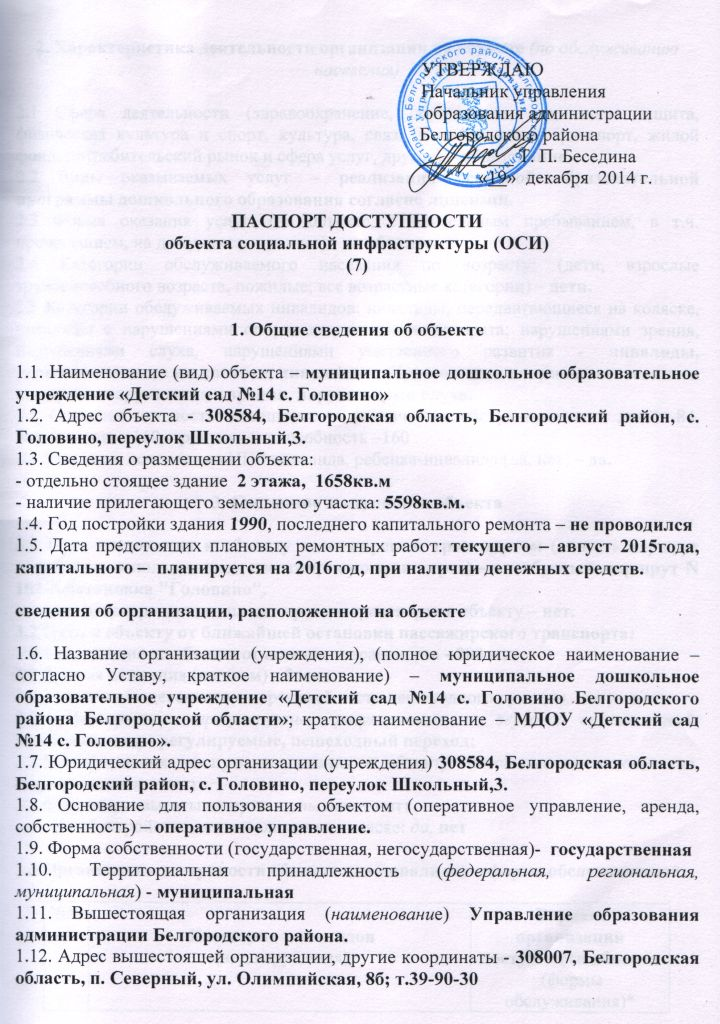 УТВЕРЖДАЮ
Начальник управления
образования администрации
Белгородского района
Т. П. Беседина
«19» декабря 2014 г.
ПАСПОРТ ДОСТУПНОСТИ
объекта социальной инфраструктуры (ОСИ)
(7)
1. Общие сведения об объекте
1.1. Наименование (вид) объекта – муниципальное дошкольное образовательное
учреждение «Детский сад №14 с. Головино»
1.2. Адрес объекта - 308584, Белгородская область, Белгородский район, с.
Головино, переулок Школьный,3.
1.3. Сведения о размещении объекта:
- отдельно стоящее здание 2 этажа, 1658кв.м
- наличие прилегающего земельного участка: 5598кв.м.
1.4. Год постройки здания 1990, последнего капитального ремонта – не проводился
1.5. Дата предстоящих плановых ремонтных работ: текущего – август 2015года,
капитального – планируется на 2016год, при наличии денежных средств.
сведения об организации, расположенной на объекте
1.6. Название организации (учреждения), (полное юридическое наименование –
согласно Уставу, краткое наименование) – муниципальное дошкольное
образовательное учреждение «Детский сад №14 с. Головино Белгородского
района Белгородской области»; краткое наименование – МДОУ «Детский сад
№14 с. Головино».
1.7. Юридический адрес организации (учреждения) 308584, Белгородская область,
Белгородский район, с. Головино, переулок Школьный,3.
1.8. Основание для пользования объектом (оперативное управление, аренда,
собственность) – оперативное управление.
1.9. Форма собственности (государственная, негосударственная)- государственная
1.10. Территориальная принадлежность (федеральная, региональная,
муниципальная) - муниципальная
1.11. Вышестоящая организация (наименование) Управление образования
администрации Белгородского района.
1.12. Адрес вышестоящей организации, другие координаты - 308007, Белгородская
область, п. Северный, ул. Олимпийская, 8б; т.39-90-30